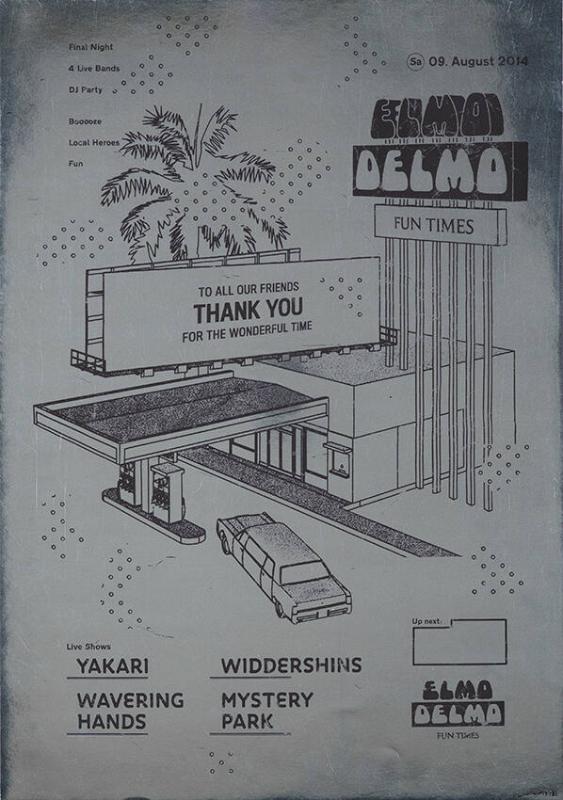 Final Night
4 Live Bands
DJ Party
Boooze
Local Heroes
Fun
Sa 09. August 2014
ELMO
DELMO
FUN TIMES
TO ALL OUR FRIENDS
THANK YOU
FOR THE WONDERFUL TIME
Live Shows
YAKARI
WIDDERSHINS
WAVERING
HANDS
MYSTERY
PARK
Up next:
ELMO
DELMO
FUN TIMES